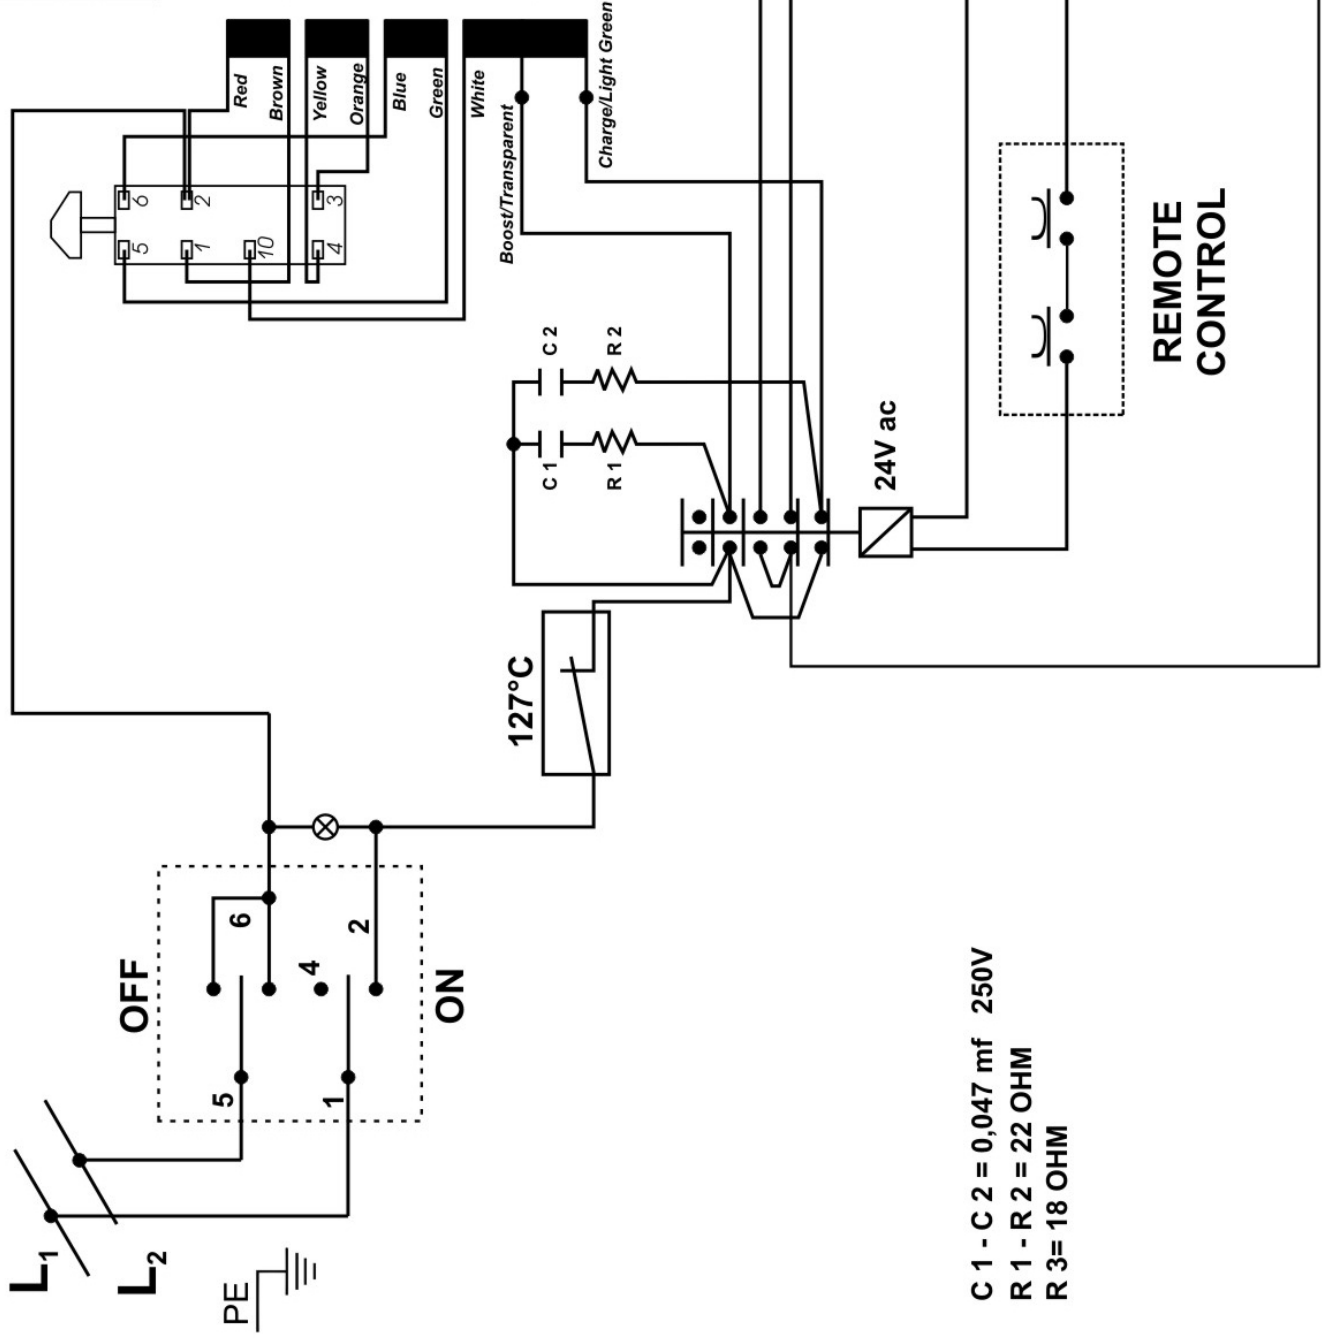 Red
Brown
Yellow
Orange
Blue
Green
White
Boost/Transparent
Charge/Light Green
6
2
3
5
1
10
4
C 2
R 2
C 1
R 1
24V ac
REMOTE
CONTROL
127°C
OFF
6
4
2
5
1
ON
L1
L2
PE
C 1 - C 2 = 0,047 mf 250V
R 1 - R 2 = 22 OHM
R 3= 18 OHM